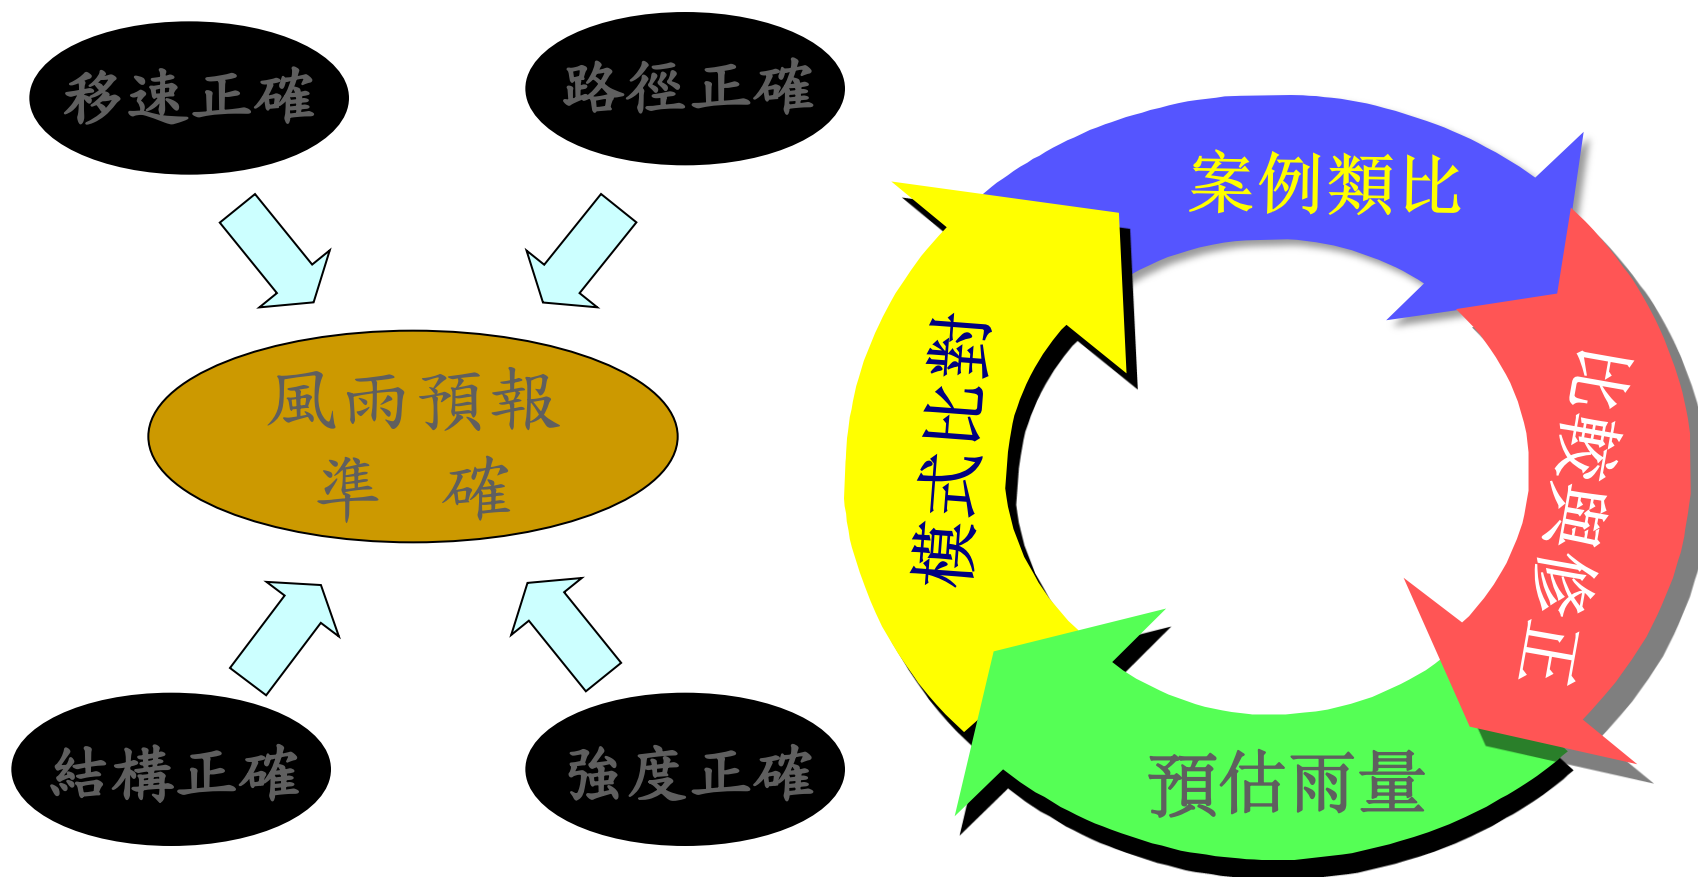 移速正確
路徑正確
風雨預報
準 確
結構正確
強度正確
案例類比
比較與修正
預估雨量
模式比對